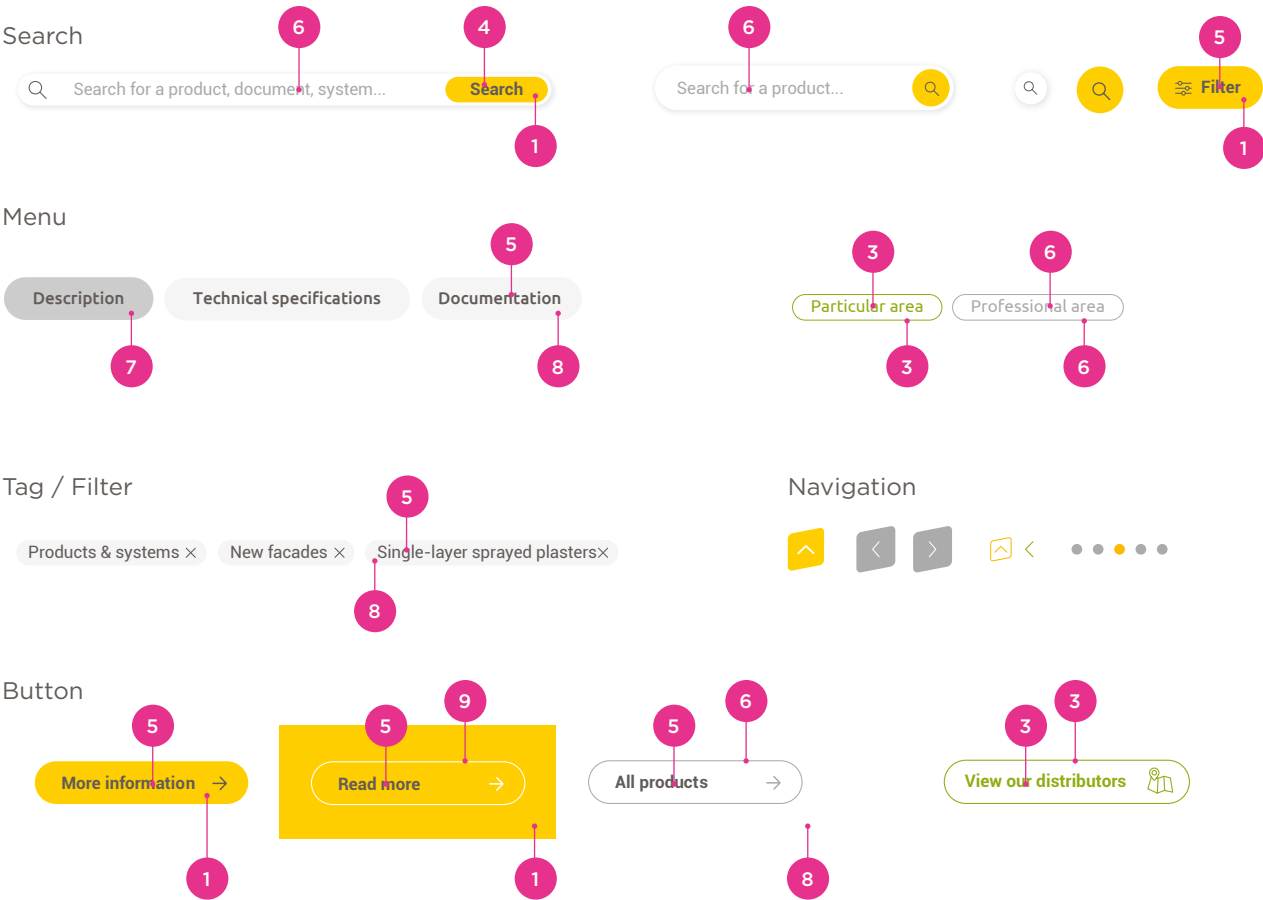 Search
6
4
6
5
Search for a product, document, system...
Search
Search for a product...
Filter
1
1
Menu
5
3
6
Description
Technical specifications
Documentation
Particular area
Professional area
7
8
3
6
Tag / Filter
5
Navigation
Products & systems ×
New facades ×
Single-layer sprayed plasters×
8
Button
5
5
9
5
6
3
3
More information →
Read more →
All products →
View our distributors
1
1
8